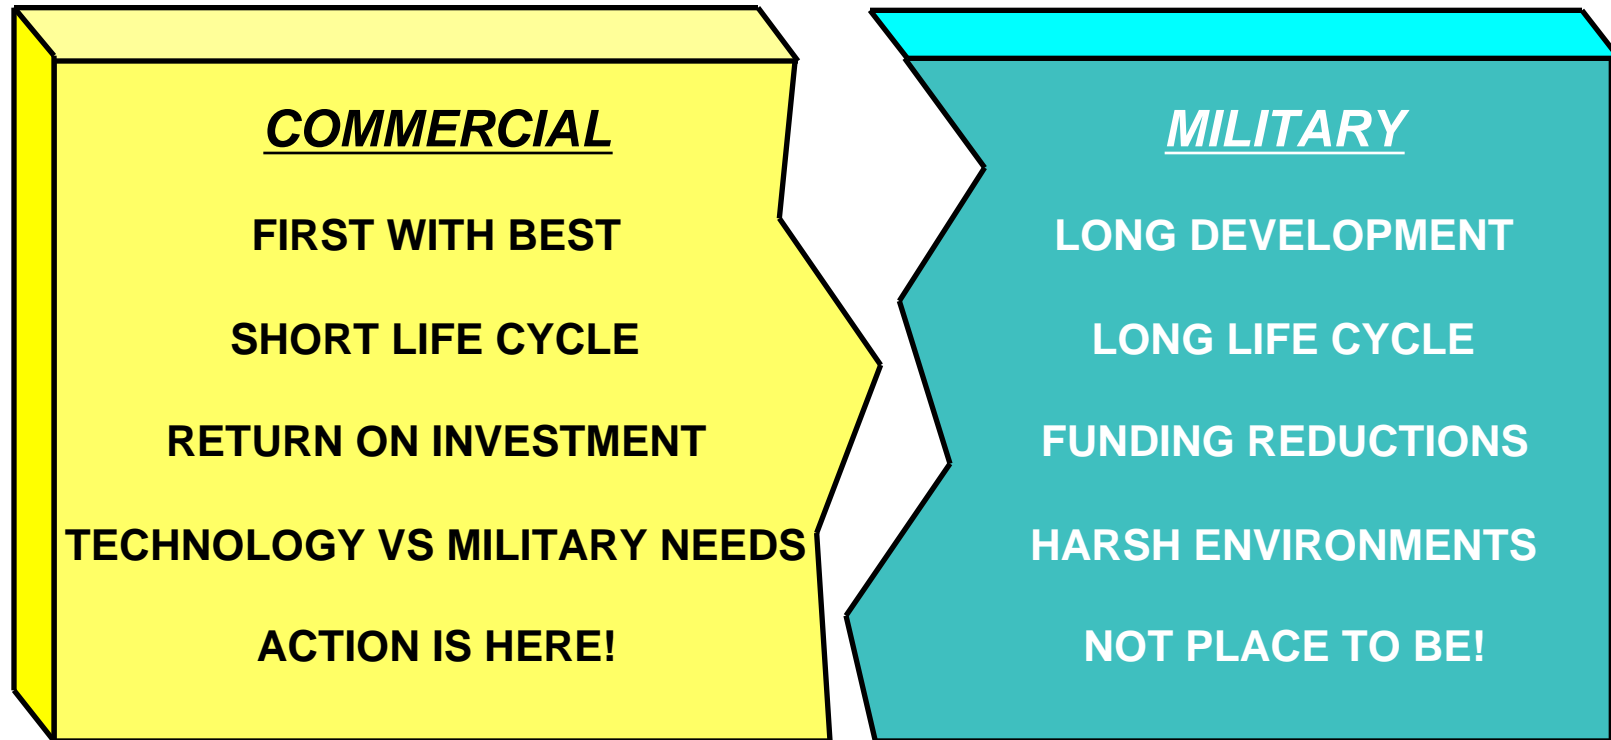 COMMERCIAL
FIRST WITH BEST
SHORT LIFE CYCLE
RETURN ON INVESTMENT
TECHNOLOGY VS MILITARY NEEDS
ACTION IS HERE!
MILITARY
LONG DEVELOPMENT
LONG LIFE CYCLE
FUNDING REDUCTIONS
HARSH ENVIRONMENTS
NOT PLACE TO BE!